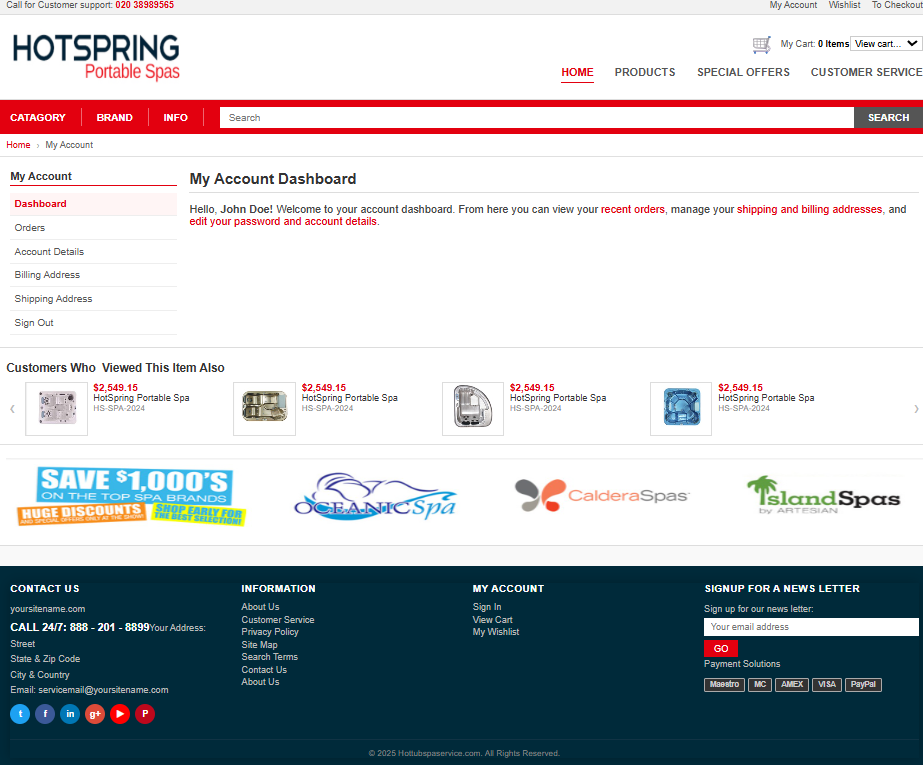 Call for Customer support: 020 38989565
My Account Wishlist To Checkout
HOTSPRING
Portable Spas
My Cart: 0 Items View cart...
HOME PRODUCTS SPECIAL OFFERS CUSTOMER SERVICE
CATAGORY BRAND INFO Search SEARCH
Home › My Account
My Account
Dashboard
Orders
Account Details
Billing Address
Shipping Address
Sign Out
My Account Dashboard
Hello, John Doe! Welcome to your account dashboard. From here you can view your recent orders, manage your shipping and billing addresses, and
edit your password and account details.
Customers Who Viewed This Item Also
$2,549.15
HotSpring Portable Spa
HS-SPA-2024
$2,549.15
HotSpring Portable Spa
HS-SPA-2024
$2,549.15
HotSpring Portable Spa
HS-SPA-2024
$2,549.15
HotSpring Portable Spa
HS-SPA-2024
SAVE $1,000'S
ON THE TOP SPA BRANDS
HUGE DISCOUNTS
AND SPECIAL OFFERS ONLY AT THE SHOW!
SHOP EARLY FOR
THE BEST SELECTION!
OCEANIC Spa
CalderaSpas
IslandSpas
by ARTESIAN
CONTACT US
yoursitename.com
CALL 24/7: 888 - 201 - 8899Your Address:
Street
State & Zip Code
City & Country
Email: servicemail@yoursitename.com
t f in g+ ▶ P
INFORMATION
About Us
Customer Service
Privacy Policy
Site Map
Search Terms
Contact Us
About Us
MY ACCOUNT
Sign In
View Cart
My Wishlist
SIGNUP FOR A NEWS LETTER
Sign up for our news letter:
Your email address
GO
Payment Solutions
Maestro MC AMEX VISA PayPal
© 2025 Hottubspaservice.com. All Rights Reserved.